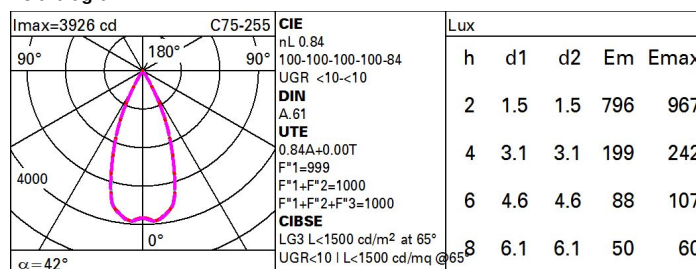 Imax=3926 cd C75-255
90° 180° 90°
4000
0°
α=42°
CIE
nL 0.84
100-100-100-100-84
UGR <10-<10
DIN
A.61
UTE
0.84A+0.00T
F"1=999
F"1+F"2=1000
F"1+F"2+F"3=1000
CIBSE
LG3 L<1500 cd/m² at 65°
UGR<10 | L<1500 cd/mq @65°
Lux
h d1 d2 Em Emax
2 1.5 1.5 796 967
4 3.1 3.1 199 242
6 4.6 4.6 88 107
8 6.1 6.1 50 60